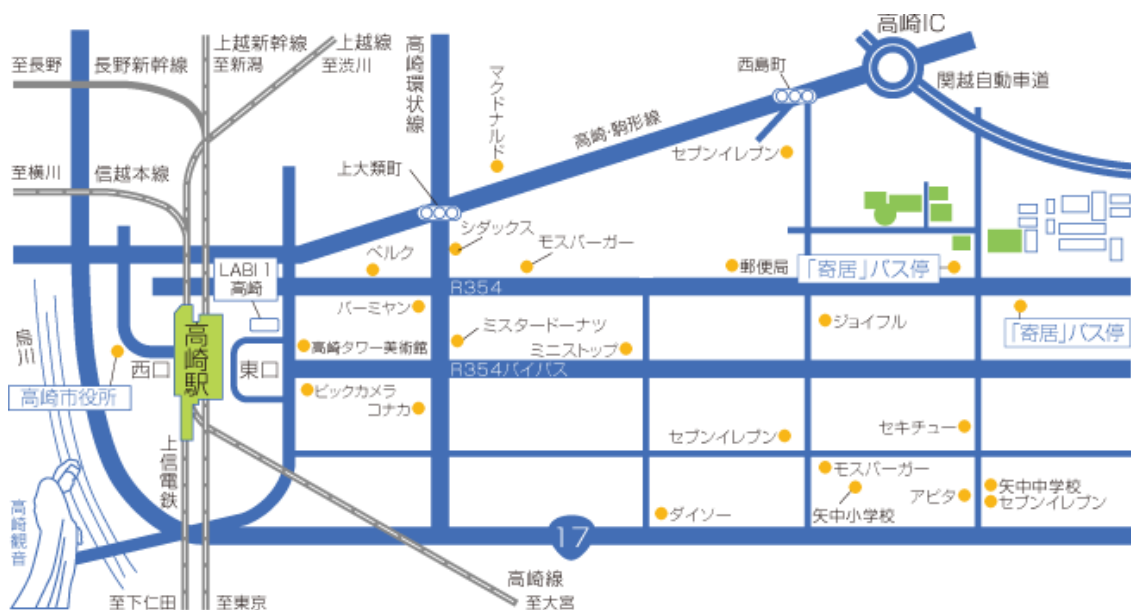 高崎IC
上越新幹線
至新潟
上越線
至渋川
高崎環状線
至長野
長野新幹線
マクドナルド
西島町
関越自動車道
高崎・駒形線
セブンイレブン
至横川
信越本線
上大類町
シダックス
モスバーガー
ベルク
LABI 1
高崎
郵便局
「寄居」バス停
R354
バーミヤン
ミスタードーナツ
ミニストップ
ジョイフル
「寄居」バス停
烏川
高崎駅
西口
東口
高崎タワー美術館
R354バイパス
高崎市役所
ビックカメラ
コナカ
セブンイレブン
セキチュー
上信電鉄
モスバーガー
矢中小学校
アピタ
矢中中学校
セブンイレブン
ダイソー
高崎観音
17
高崎線
至大宮
至下仁田
至東京